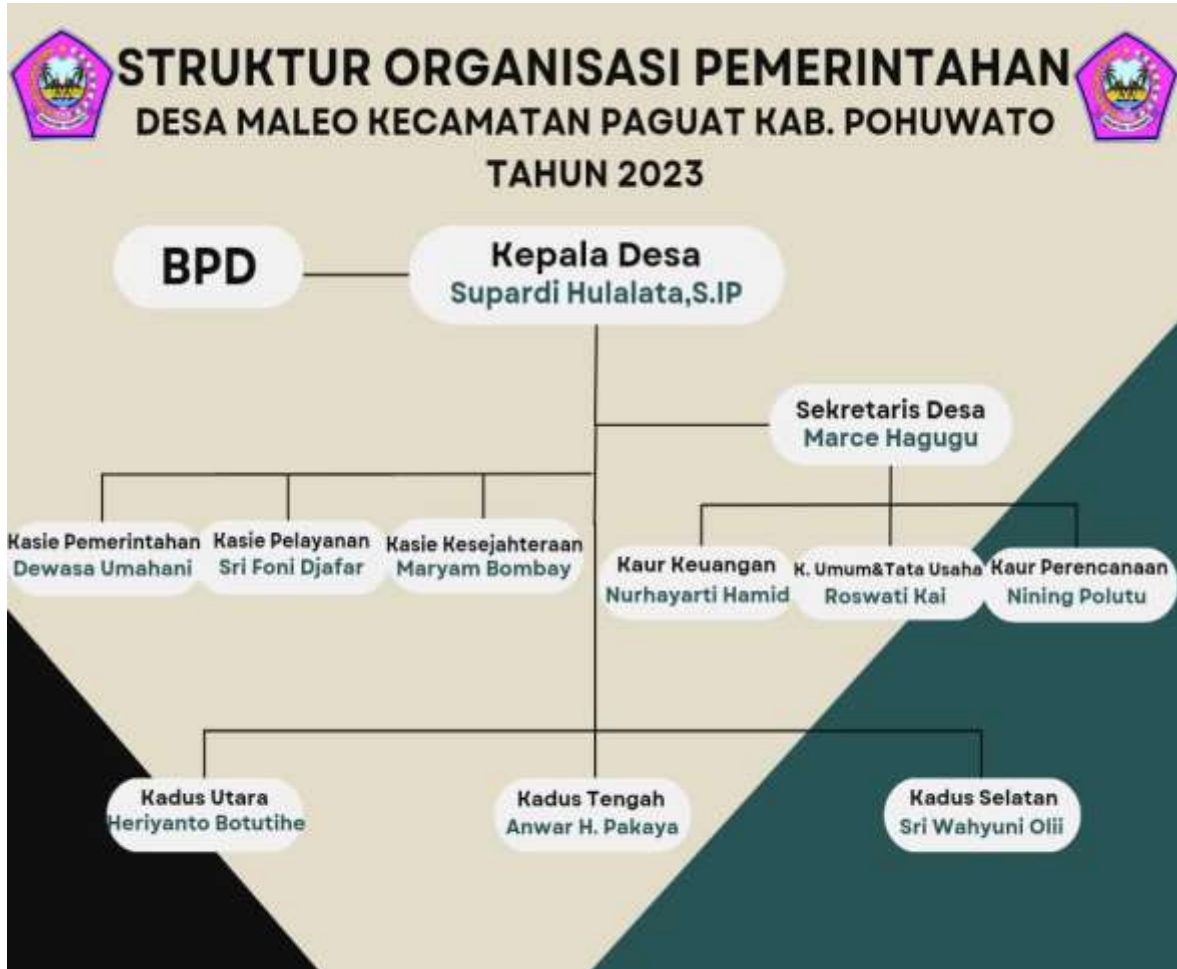 STRUKTUR ORGANISASI PEMERINTAHAN
DESA MALEO KECAMATAN PAGUAT KAB. POHUWATO
TAHUN 2023
BPD
Kepala Desa
Supardi Hulalata,S.IP
Sekretaris Desa
Marce Hagugu
Kasie Pemerintahan
Dewasa Umahani
Kasie Pelayanan
Sri Foni Djafar
Kasie Kesejahteraan
Maryam Bombay
Kaur Keuangan
Nurhayarti Hamid
K. Umum&Tata Usaha
Roswati Kai
Kaur Perencanaan
Nining Polutu
Kadus Utara
Heriyanto Botutihe
Kadus Tengah
Anwar H. Pakaya
Kadus Selatan
Sri Wahyuni Olii